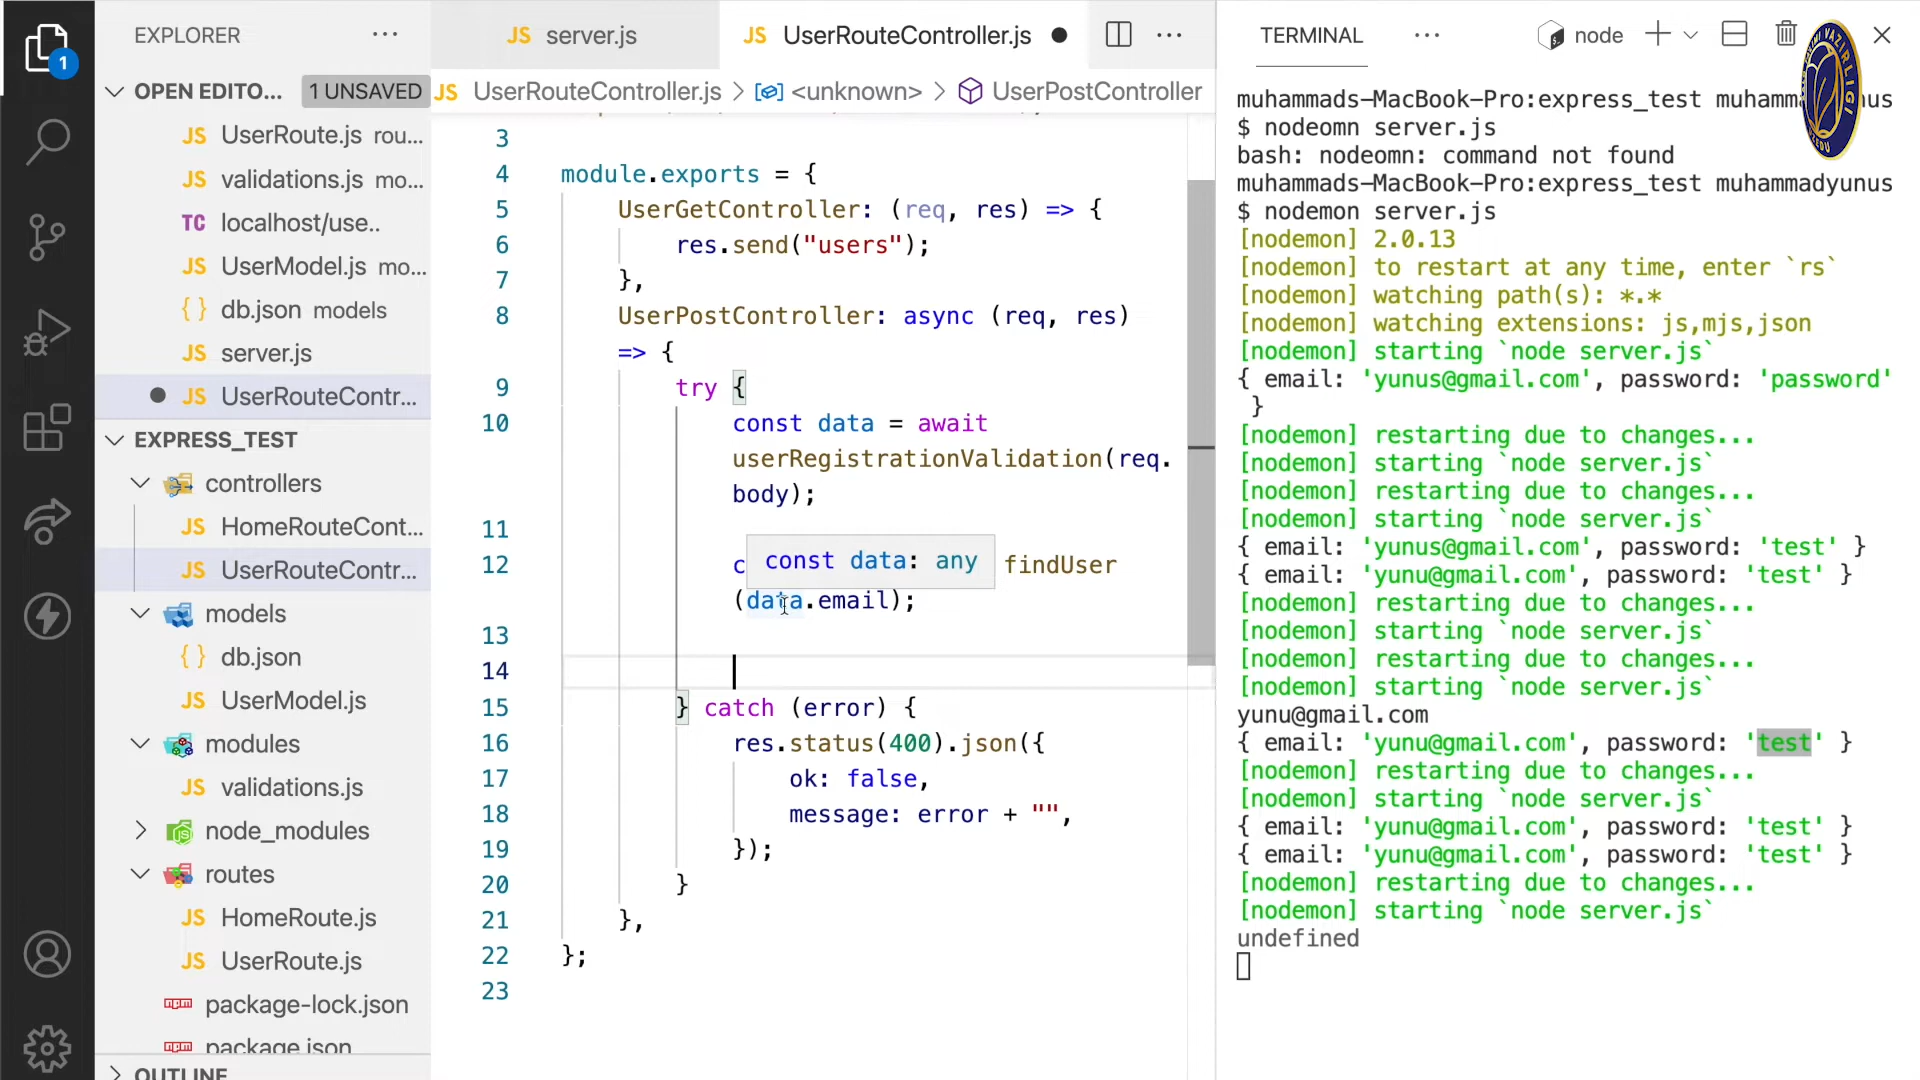 EXPLORER
OPEN EDITO...
1 UNSAVED
JS UserRoute.js rou...
JS validations.js mo...
TC localhost/use..
JS UserModel.js mo...
{ } db.json models
JS server.js
JS UserRouteContr...
EXPRESS_TEST
controllers
JS HomeRouteCont...
JS UserRouteContr...
models
{ } db.json
JS UserModel.js
modules
JS validations.js
node_modules
routes
JS HomeRoute.js
JS UserRoute.js
package-lock.json
package.json
OUTLINE
1
JS server.js
JS UserRouteController.js
JS UserRouteController.js > <unknown> > UserPostController
3
4 module.exports = {
5 UserGetController: (req, res) => {
6 res.send("users");
7 },
8 UserPostController: async (req, res)
=> {
9 try {
10 const data = await
userRegistrationValidation(req.
body);
11
const data: any
12 c findUser
(data.email);
13
14
15 } catch (error) {
16 res.status(400).json({
17 ok: false,
18 message: error + "",
19 });
20 }
21 },
22 };
23
TERMINAL
node
muhammads-MacBook-Pro:express_test muhamm us
$ nodeomn server.js
bash: nodeomn: command not found
muhammads-MacBook-Pro:express_test muhammadyunus
$ nodemon server.js
[nodemon] 2.0.13
[nodemon] to restart at any time, enter `rs`
[nodemon] watching path(s): *.*
[nodemon] watching extensions: js,mjs,json
[nodemon] starting `node server.js`
{ email: 'yunus@gmail.com', password: 'password'
}
[nodemon] restarting due to changes...
[nodemon] starting `node server.js`
[nodemon] restarting due to changes...
[nodemon] starting `node server.js`
{ email: 'yunus@gmail.com', password: 'test' }
{ email: 'yunu@gmail.com', password: 'test' }
[nodemon] restarting due to changes...
[nodemon] starting `node server.js`
[nodemon] restarting due to changes...
[nodemon] starting `node server.js`
yunu@gmail.com
{ email: 'yunu@gmail.com', password: 'test' }
[nodemon] restarting due to changes...
[nodemon] starting `node server.js`
{ email: 'yunu@gmail.com', password: 'test' }
{ email: 'yunu@gmail.com', password: 'test' }
[nodemon] restarting due to changes...
[nodemon] starting `node server.js`
undefined
VAZIRLIGI